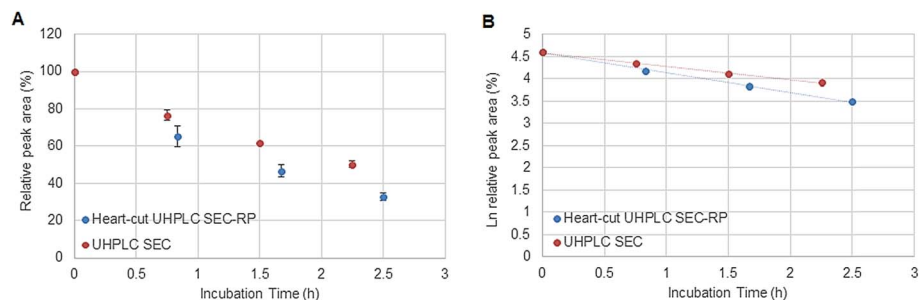 A
Relative peak area (%)
120
100
80
60
40
20
0
Heart-cut UHPLC SEC-RP
UHPLC SEC
0 0.5 1 1.5 2 2.5 3
Incubation Time (h)
B
Ln relative peak area (%)
5
4.5
4
3.5
3
2.5
2
1.5
1
0.5
0
Heart-cut UHPLC SEC-RP
UHPLC SEC
0 0.5 1 1.5 2 2.5 3
Incubation Time (h)